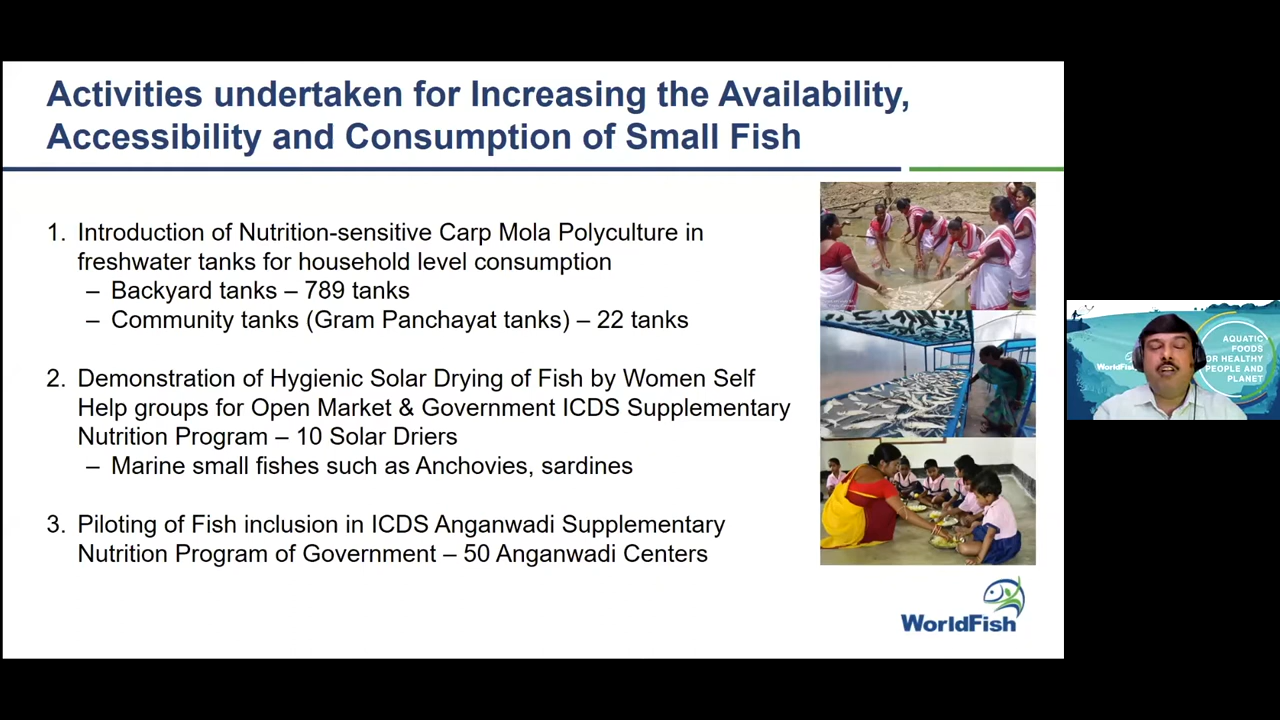 Activities undertaken for Increasing the Availability,
Accessibility and Consumption of Small Fish
1. Introduction of Nutrition-sensitive Carp Mola Polyculture in
freshwater tanks for household level consumption
– Backyard tanks – 789 tanks
– Community tanks (Gram Panchayat tanks) – 22 tanks
2. Demonstration of Hygienic Solar Drying of Fish by Women Self
Help groups for Open Market & Government ICDS Supplementary
Nutrition Program – 10 Solar Driers
– Marine small fishes such as Anchovies, sardines
3. Piloting of Fish inclusion in ICDS Anganwadi Supplementary
Nutrition Program of Government – 50 Anganwadi Centers
WorldFish
WorldFish
AQUATIC
FOODS
FOR HEALTHY
PEOPLE AND
PLANET